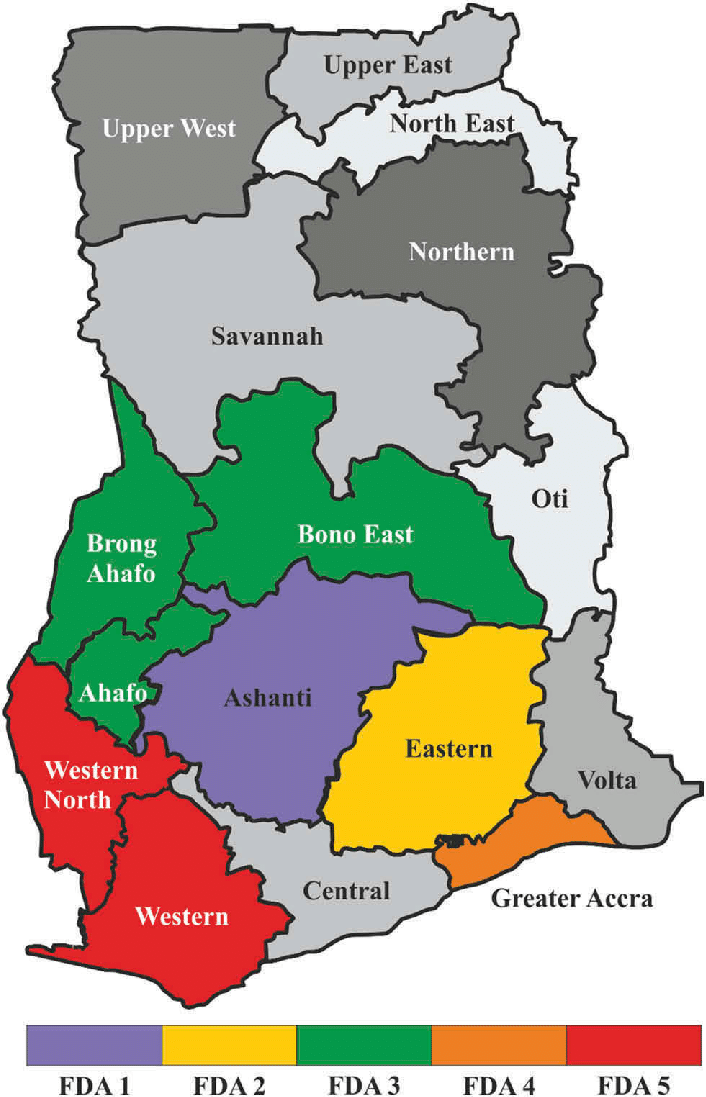 Upper East
Upper West
North East
Northern
Savannah
Oti
Bono East
Brong
Ahafo
Ahafo
Ashanti
Eastern
Western
North
Volta
Central
Greater Accra
Western
FDA 1
FDA 2
FDA 3
FDA 4
FDA 5